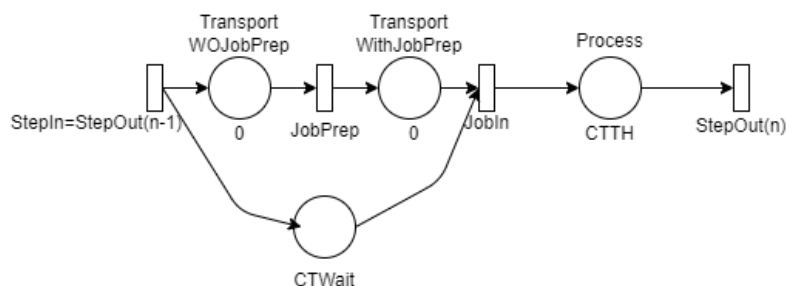 Transport
WOJobPrep
Transport
WithJobPrep
Process
StepIn=StepOut(n-1)
0
JobPrep
0
JobIn
CTTH
StepOut(n)
CTWait